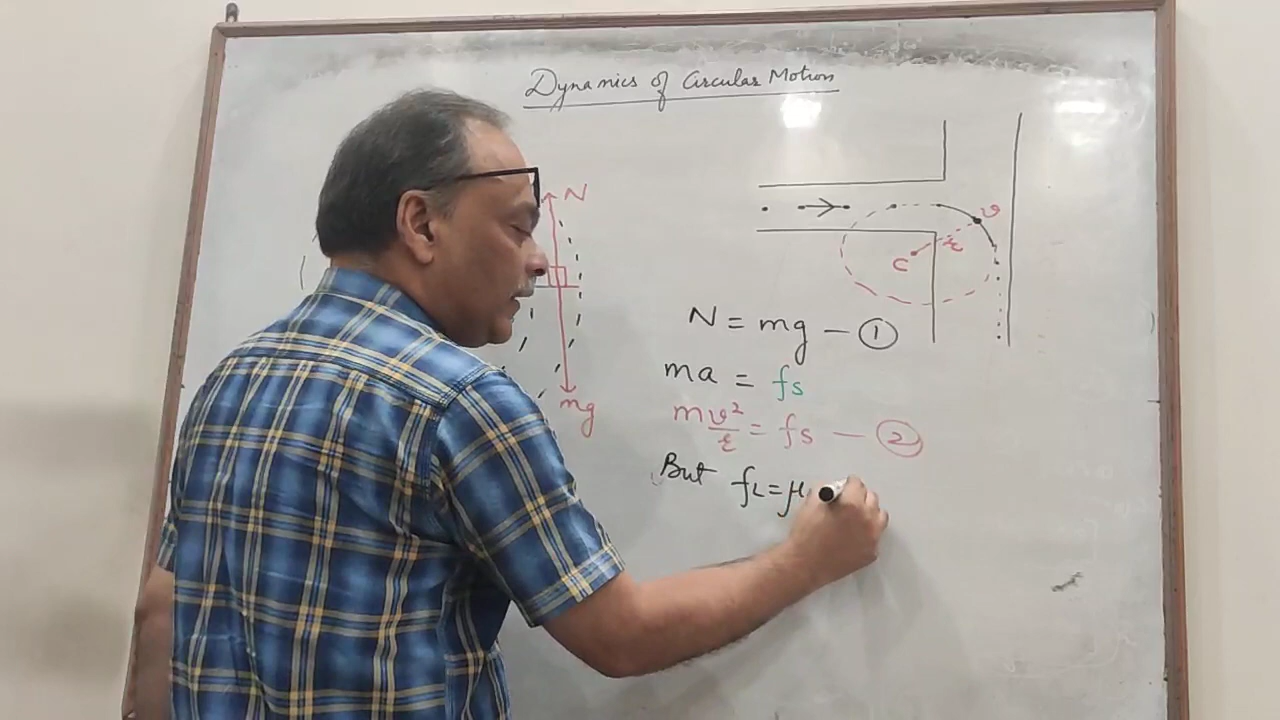 Dynamics of Circular Motion
N
mg
v
r
C
N = mg — ①
ma = fs
mv²/r = fs — ②
But fL = μ